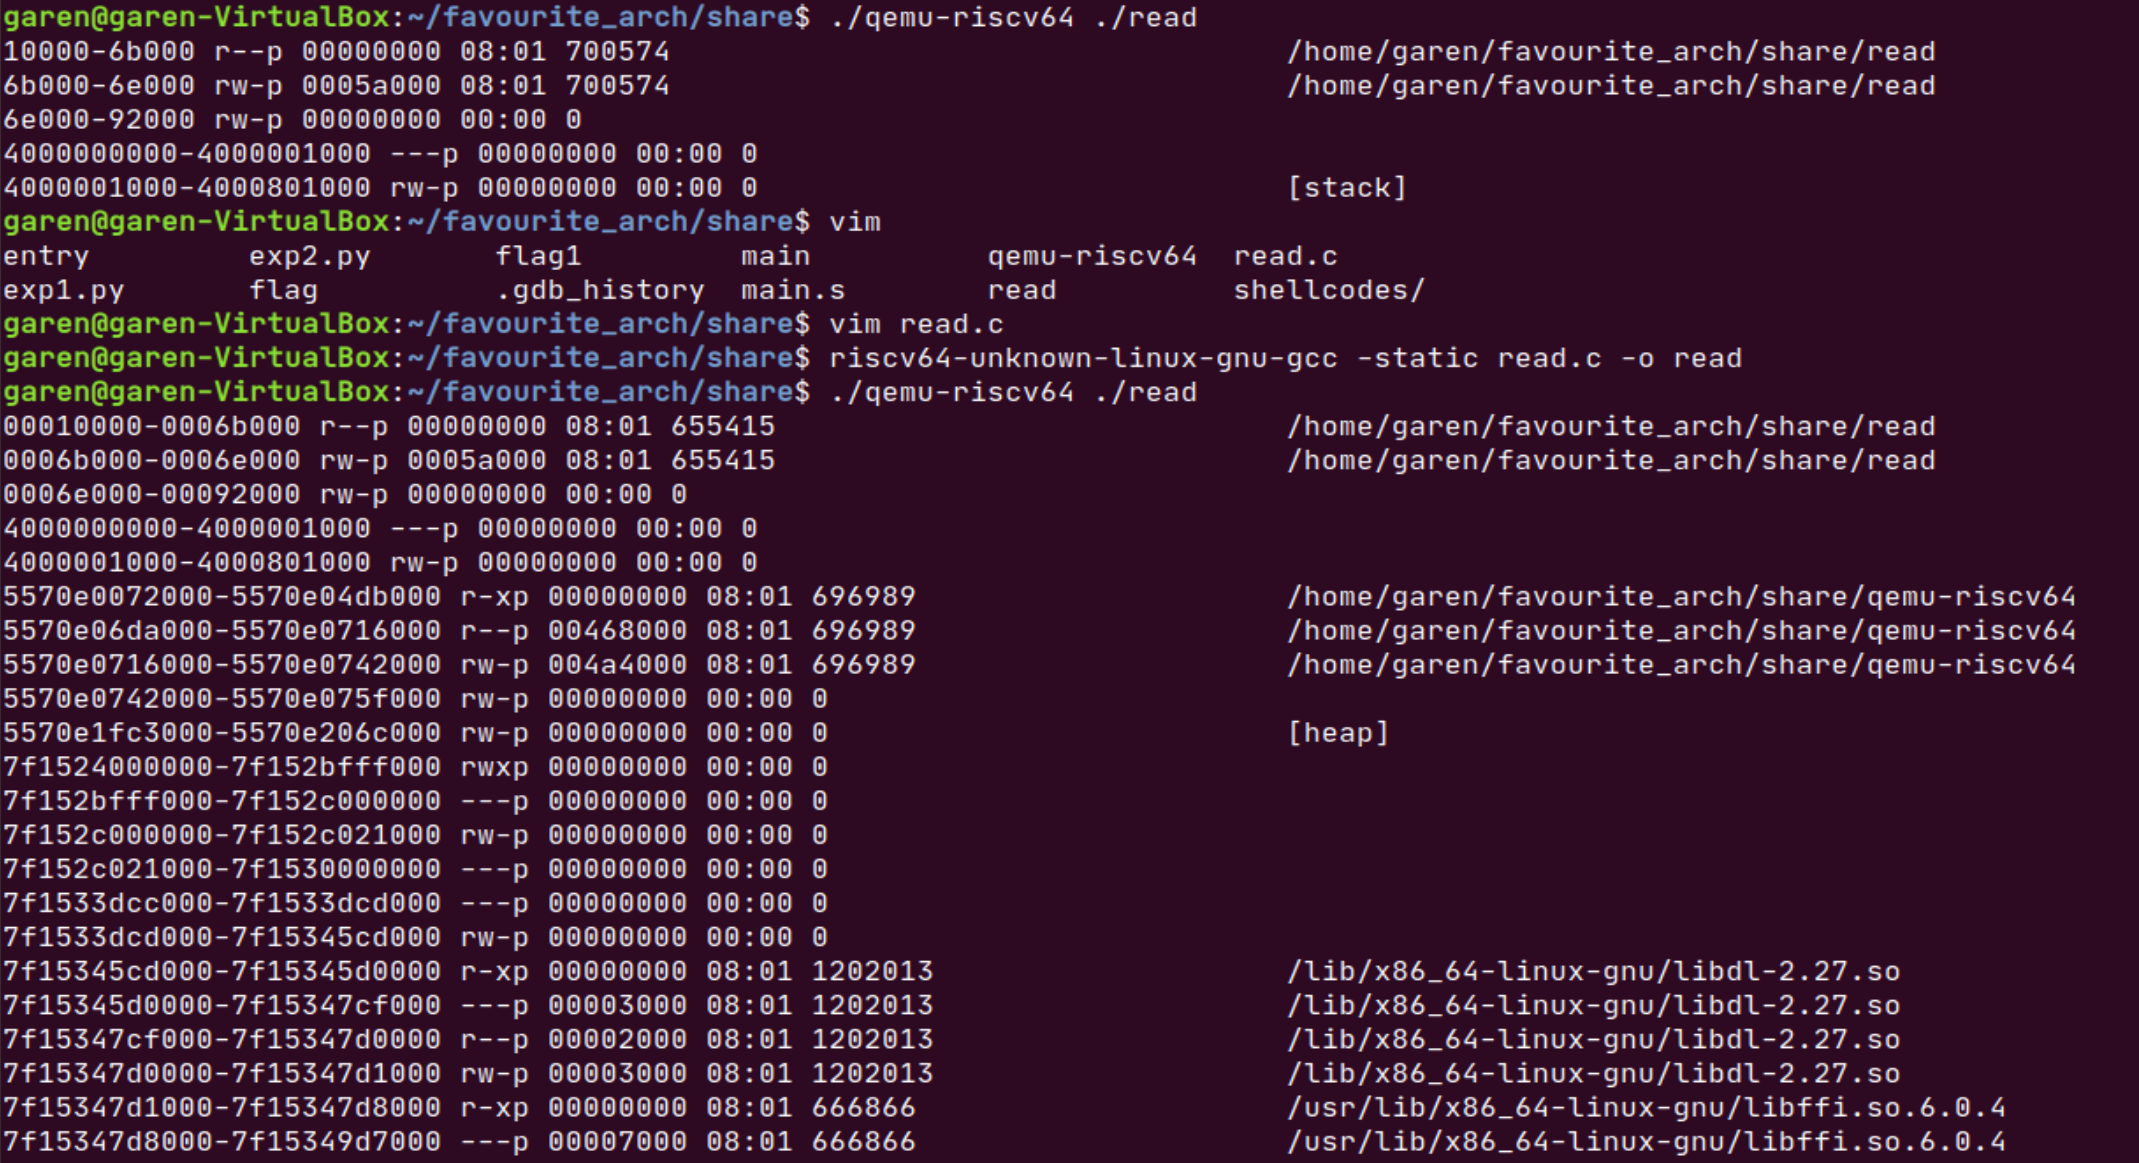 garen@garen-VirtualBox:~/favourite_arch/share$ ./qemu-riscv64 ./read
10000-6b000 r--p 00000000 08:01 700574 /home/garen/favourite_arch/share/read
6b000-6e000 rw-p 0005a000 08:01 700574 /home/garen/favourite_arch/share/read
6e000-92000 rw-p 00000000 00:00 0
4000000000-4000001000 ---p 00000000 00:00 0
4000001000-4000801000 rw-p 00000000 00:00 0 [stack]
garen@garen-VirtualBox:~/favourite_arch/share$ vim
entry exp2.py flag1 main qemu-riscv64 read.c
exp1.py flag .gdb_history main.s read shellcodes/
garen@garen-VirtualBox:~/favourite_arch/share$ vim read.c
garen@garen-VirtualBox:~/favourite_arch/share$ riscv64-unknown-linux-gnu-gcc -static read.c -o read
garen@garen-VirtualBox:~/favourite_arch/share$ ./qemu-riscv64 ./read
00010000-0006b000 r--p 00000000 08:01 655415 /home/garen/favourite_arch/share/read
0006b000-0006e000 rw-p 0005a000 08:01 655415 /home/garen/favourite_arch/share/read
0006e000-00092000 rw-p 00000000 00:00 0
4000000000-4000001000 ---p 00000000 00:00 0
4000001000-4000801000 rw-p 00000000 00:00 0
5570e0072000-5570e04db000 r-xp 00000000 08:01 696989 /home/garen/favourite_arch/share/qemu-riscv64
5570e06da000-5570e0716000 r--p 00468000 08:01 696989 /home/garen/favourite_arch/share/qemu-riscv64
5570e0716000-5570e0742000 rw-p 004a4000 08:01 696989 /home/garen/favourite_arch/share/qemu-riscv64
5570e0742000-5570e075f000 rw-p 00000000 00:00 0
5570e1fc3000-5570e206c000 rw-p 00000000 00:00 0 [heap]
7f1524000000-7f152bfff000 rwxp 00000000 00:00 0
7f152bfff000-7f152c000000 ---p 00000000 00:00 0
7f152c000000-7f152c021000 rw-p 00000000 00:00 0
7f152c021000-7f1530000000 ---p 00000000 00:00 0
7f1533dcc000-7f1533dcd000 ---p 00000000 00:00 0
7f1533dcd000-7f15345cd000 rw-p 00000000 00:00 0
7f15345cd000-7f15345d0000 r-xp 00000000 08:01 1202013 /lib/x86_64-linux-gnu/libdl-2.27.so
7f15345d0000-7f15347cf000 ---p 00003000 08:01 1202013 /lib/x86_64-linux-gnu/libdl-2.27.so
7f15347cf000-7f15347d0000 r--p 00002000 08:01 1202013 /lib/x86_64-linux-gnu/libdl-2.27.so
7f15347d0000-7f15347d1000 rw-p 00003000 08:01 1202013 /lib/x86_64-linux-gnu/libdl-2.27.so
7f15347d1000-7f15347d8000 r-xp 00000000 08:01 666866 /usr/lib/x86_64-linux-gnu/libffi.so.6.0.4
7f15347d8000-7f15349d7000 ---p 00007000 08:01 666866 /usr/lib/x86_64-linux-gnu/libffi.so.6.0.4